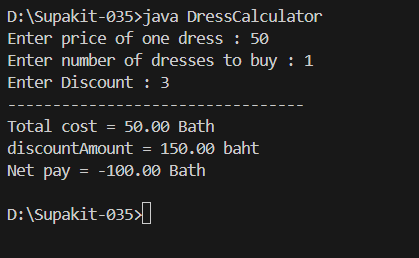 D:\Supakit-035>java DressCalculator
Enter price of one dress : 50
Enter number of dresses to buy : 1
Enter Discount : 3
---------------------------------
Total cost = 50.00 Bath
discountAmount = 150.00 baht
Net pay = -100.00 Bath
D:\Supakit-035>